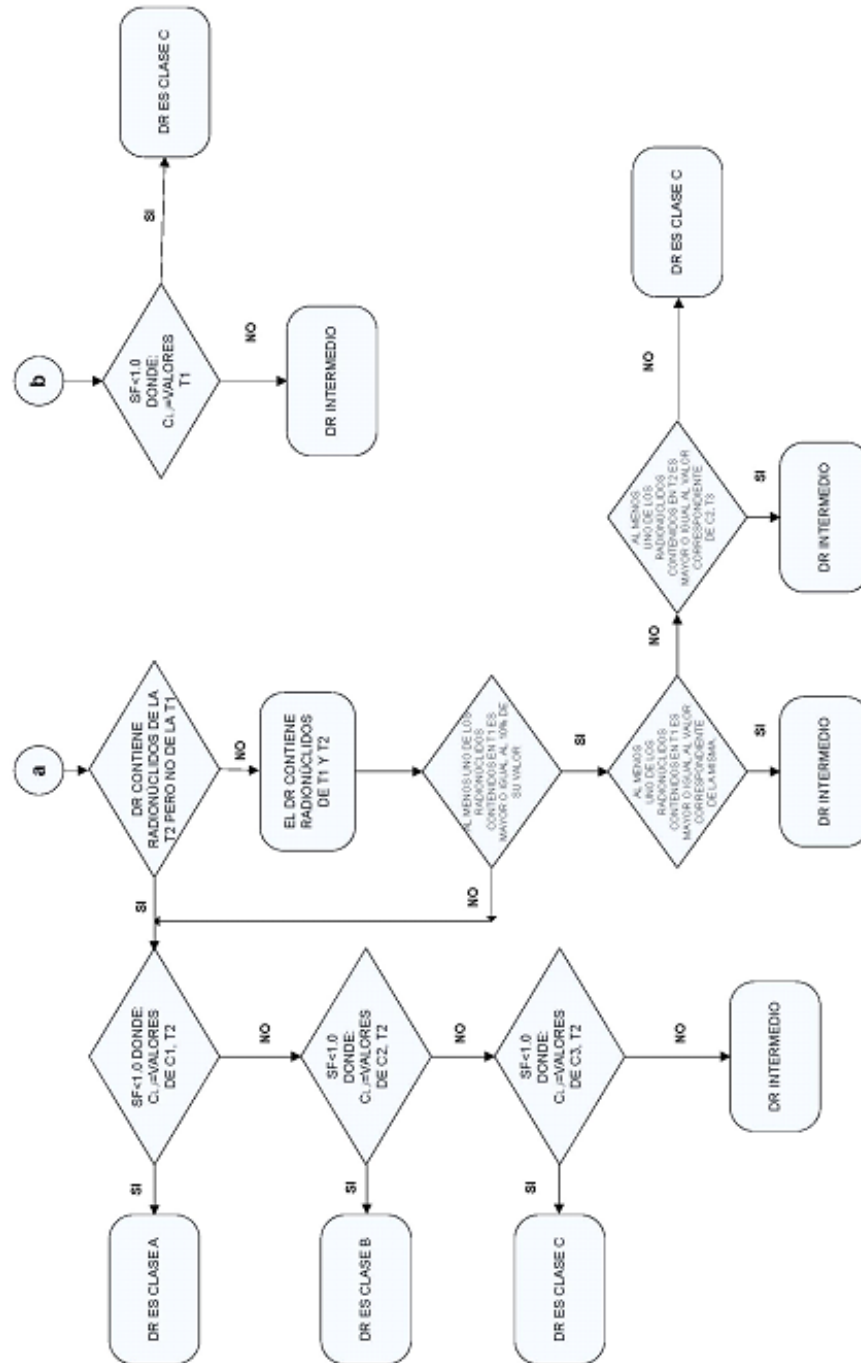 a
DR CONTIENE
RADIONÚCLIDOS DE LA
T2 PERO NO DE LA T1
SI
NO
SF<1.0 DONDE:
CL,i=VALORES
DE C1, T2
SI
DR ES CLASE A
NO
SF<1.0
DONDE:
CL,i=VALORES
DE C2, T2
SI
DR ES CLASE B
NO
SF<1.0
DONDE:
CL,i=VALORES
DE C3, T2
SI
DR ES CLASE C
NO
DR INTERMEDIO
EL DR CONTIENE
RADIONÚCLIDOS
DE T1 Y T2
AL MENOS UNO DE LOS
RADIONÚCLIDOS
CONTENIDOS EN T1 ES
MAYOR O IGUAL AL 10% DE
SU VALOR
NO
SI
AL MENOS
UNO DE LOS
RADIONÚCLIDOS
CONTENIDOS EN T1 ES
MAYOR O IGUAL AL VALOR
CORRESPONDIENTE
DE LA MISMA
SI
DR INTERMEDIO
NO
AL MENOS
UNO DE LOS
RADIONÚCLIDOS
CONTENIDOS EN T2 ES
MAYOR O IGUAL AL VALOR
CORRESPONDIENTE
DE C2, T3
SI
DR INTERMEDIO
NO
DR ES CLASE C
b
SF<1.0
DONDE:
CL,i=VALORES
T1
SI
DR ES CLASE C
NO
DR INTERMEDIO